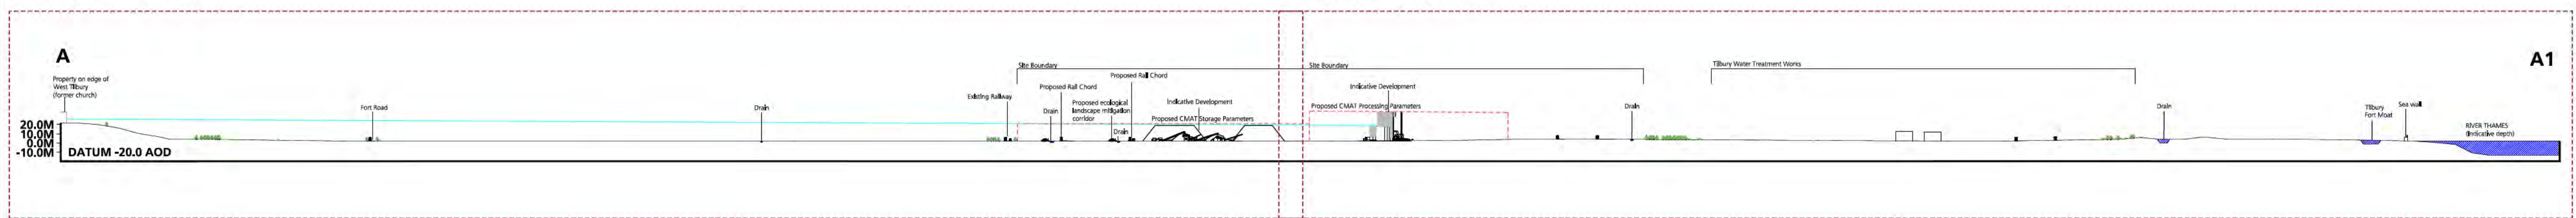 A
A1
Property on edge of
West Tilbury
(former church)
Fort Road
Drain
Existing Railway
Site Boundary
Drain
Proposed Rail Chord
Proposed ecological
landscape mitigation
corridor
Drain
Proposed Rail Chord
Indicative Development
Proposed CMAT Storage Parameters
Site Boundary
Indicative Development
Proposed CMAT Processing Parameters
Drain
Tilbury Water Treatment Works
Drain
Tilbury
Fort Moat
Sea wall
RIVER THAMES
(indicative depth)
20.0M
10.0M
0.0M
-10.0M
DATUM -20.0 AOD